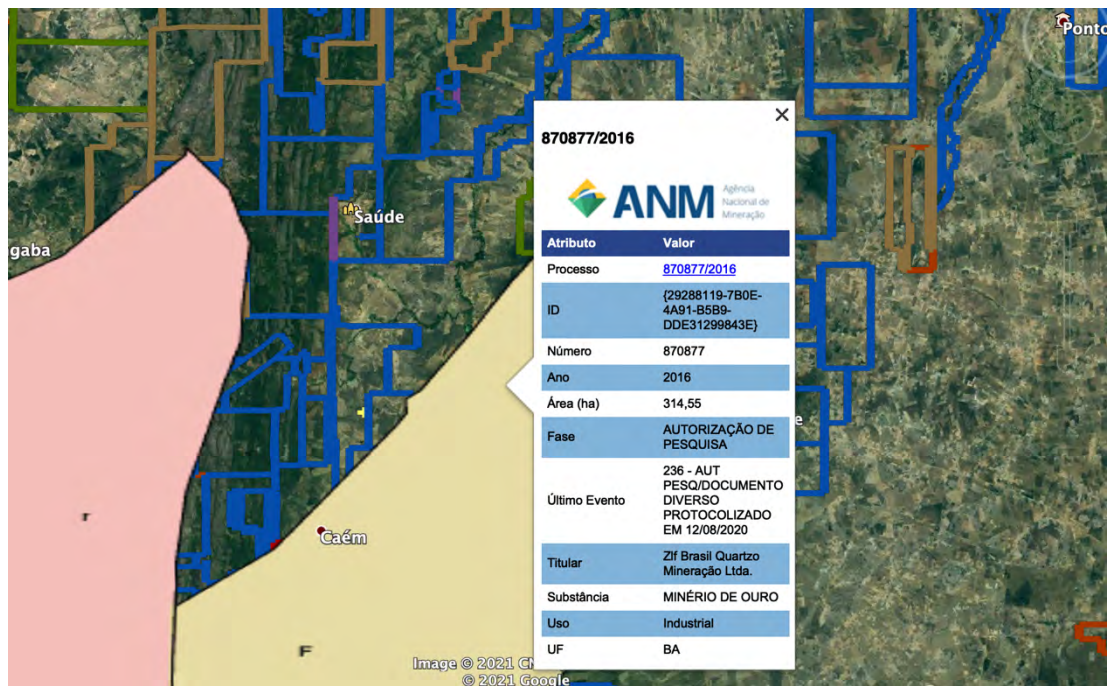 Ponto
870877/2016
ANM Agência
Nacional de
Mineração
Saúde
gaba
Atributo Valor
Processo 870877/2016
ID {29288119-7B0E-
4A91-B5B9-
DDE31299843E}
Número 870877
Ano 2016
Área (ha) 314,55
Fase AUTORIZAÇÃO DE
PESQUISA
Último Evento 236 - AUT
PESQ/DOCUMENTO
DIVERSO
PROTOCOLIZADO
EM 12/08/2020
Titular Zlf Brasil Quartzo
Mineração Ltda.
Substância MINÉRIO DE OURO
Uso Industrial
UF BA
e
r
Caém
F
Image © 2021 CN
© 2021 Google